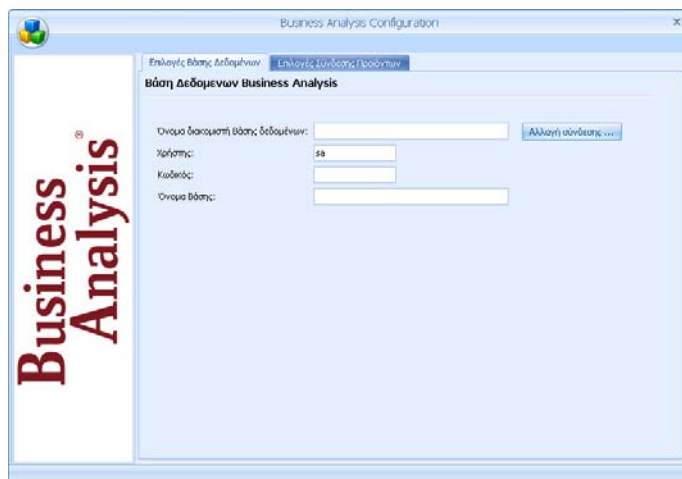 Business Analysis Configuration
Επιλογές Βάσης Δεδομένων
Επιλογές Σύνδεσης Προϊόντων
Βάση Δεδομενων Business Analysis
Όνομα διακομιστή Βάσης δεδομένων:
Αλλαγή σύνδεσης ...
Χρήστης:
sa
Κωδικός:
Όνομα Βάσης:
Business
Analysis®